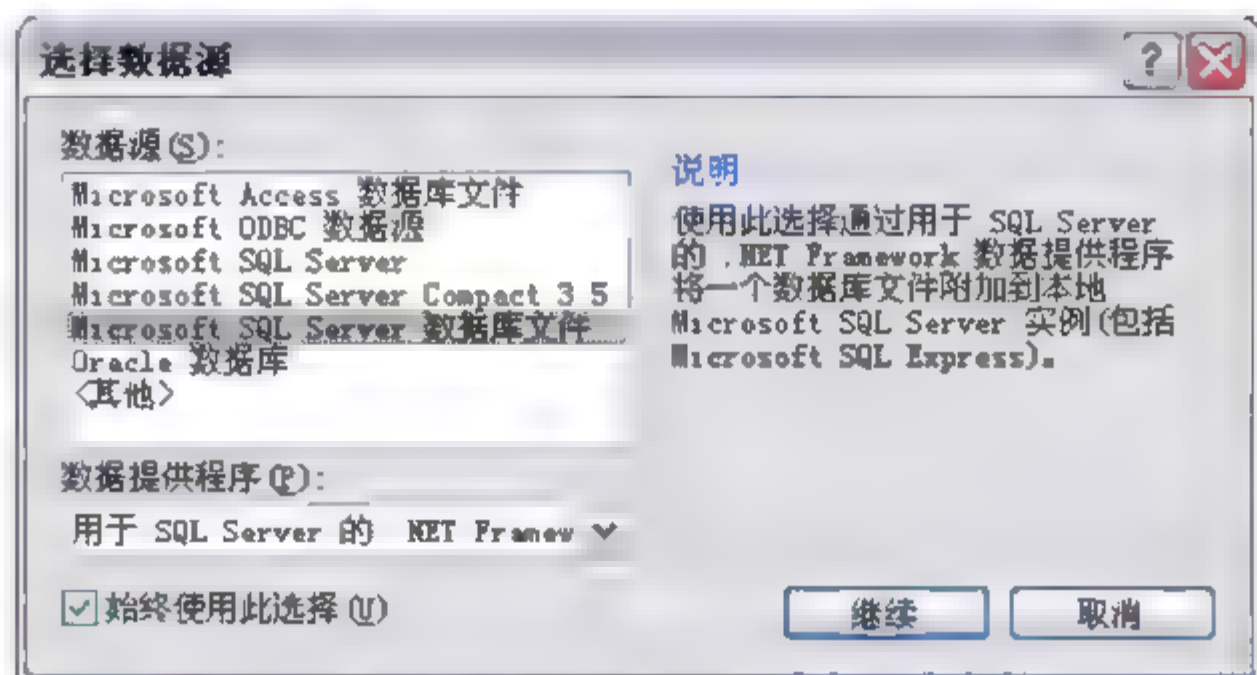 选择数据源
数据源(S):
Microsoft Access 数据库文件
Microsoft ODBC 数据源
Microsoft SQL Server
Microsoft SQL Server Compact 3 5
Microsoft SQL Server 数据库文件
Oracle 数据库
<其他>
数据提供程序(P):
用于 SQL Server 的 NET Framew
始终使用此选择(U)
说明
使用此选择通过用于 SQL Server
的 .NET Framework 数据提供程序
将一个数据库文件附加到本地
Microsoft SQL Server 实例(包括
Microsoft SQL Express)。
继续
取消